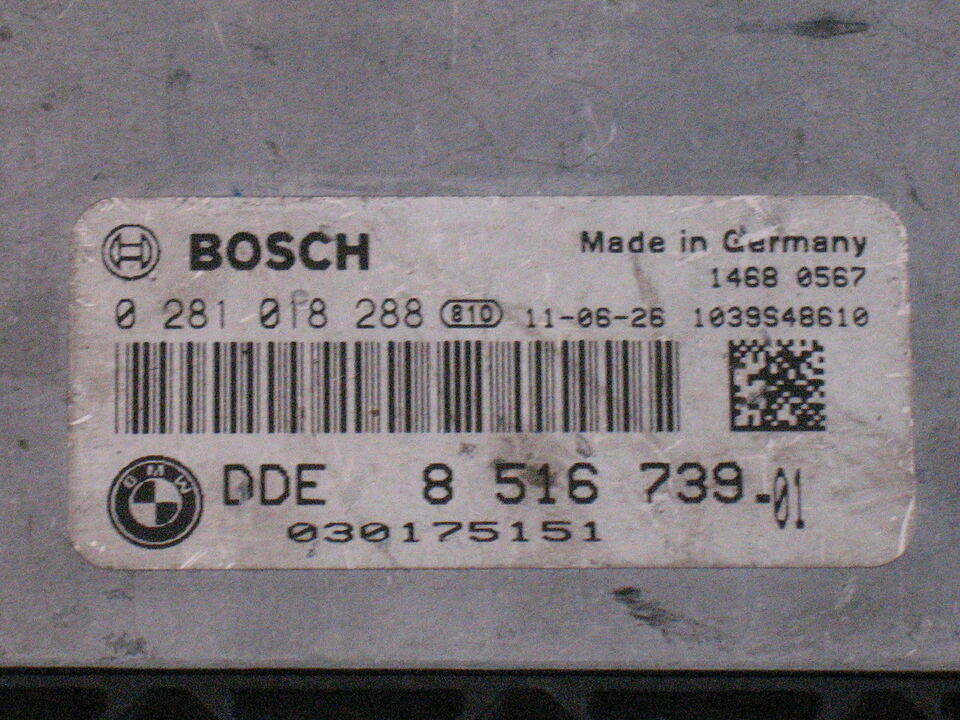 BOSCH Made in Germany
1468 0567
0 281 018 288 810 11-06-26 1039S48610
BMW DDE 8 516 739-01
030175151